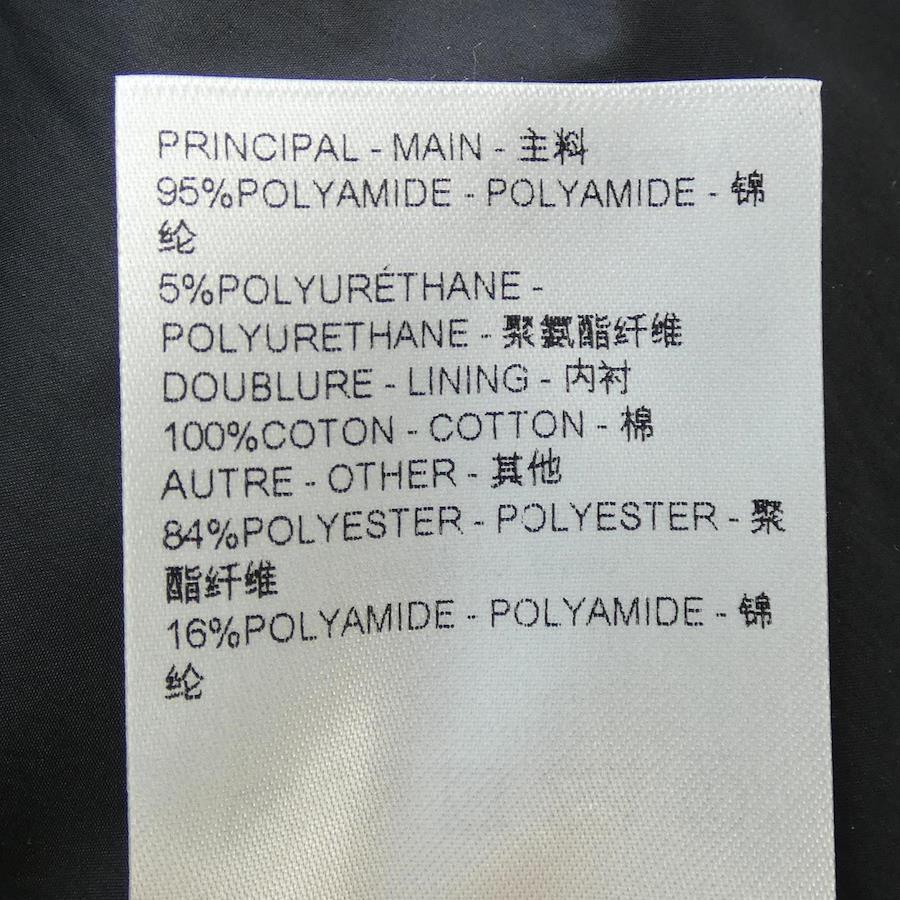 PRINCIPAL - MAIN - 主料
95%POLYAMIDE - POLYAMIDE - 锦
纶
5%POLYURÉTHANE -
POLYURETHANE - 聚氨酯纤维
DOUBLURE - LINING - 内衬
100%COTON - COTTON - 棉
AUTRE - OTHER - 其他
84%POLYESTER - POLYESTER - 聚
酯纤维
16%POLYAMIDE - POLYAMIDE - 锦
纶